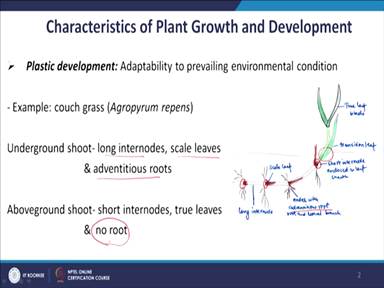 Characteristics of Plant Growth and Development
Plastic development: Adaptability to prevailing environmental condition
- Example: couch grass (Agropyrum repens)
Underground shoot- long internodes, scale leaves
& adventitious roots
Aboveground shoot- short internodes, true leaves
& no root
True leaf
blade
transition leaf
short internode
enclosed in leaf
sheath
scale leaf
long internode
node with
adventitious root
and lateral branch
IIT ROORKEE
NPTEL ONLINE
CERTIFICATION COURSE
2